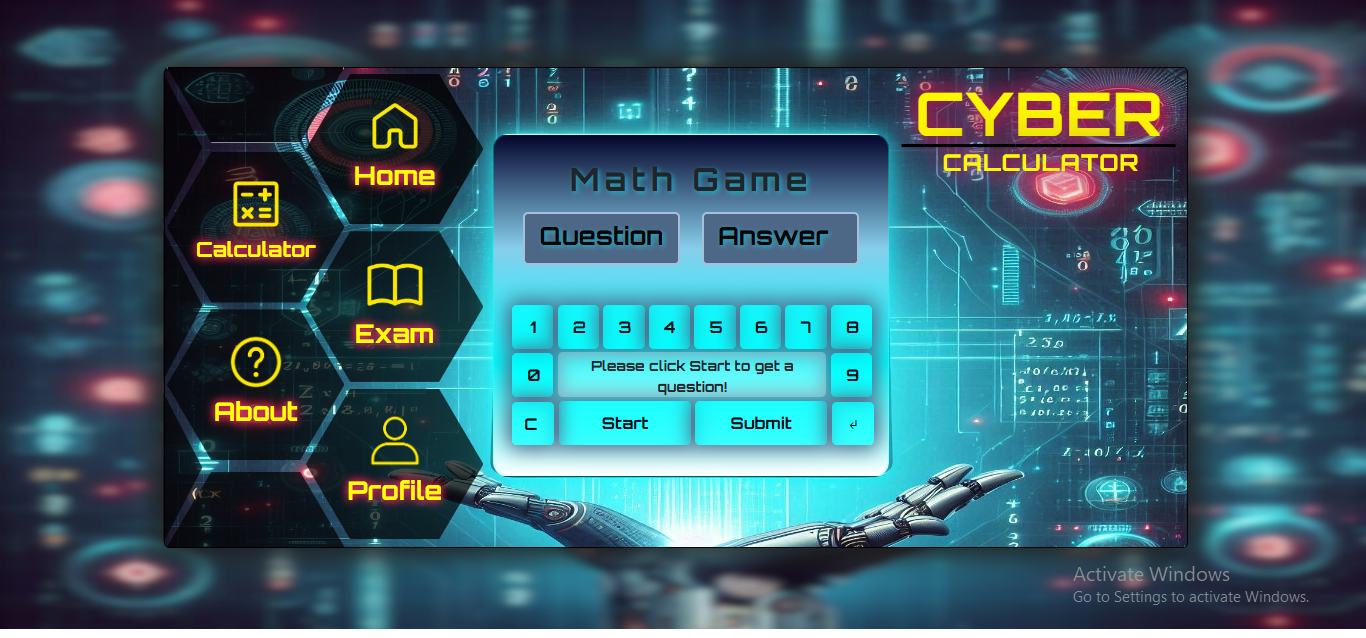 CYBER
CALCULATOR
Home
Calculator
Exam
About
Profile
Math Game
Question Answer
1 2 3 4 5 6 7 8
0 Please click Start to get a
question! 9
C Start Submit ↵
Activate Windows
Go to Settings to activate Windows.